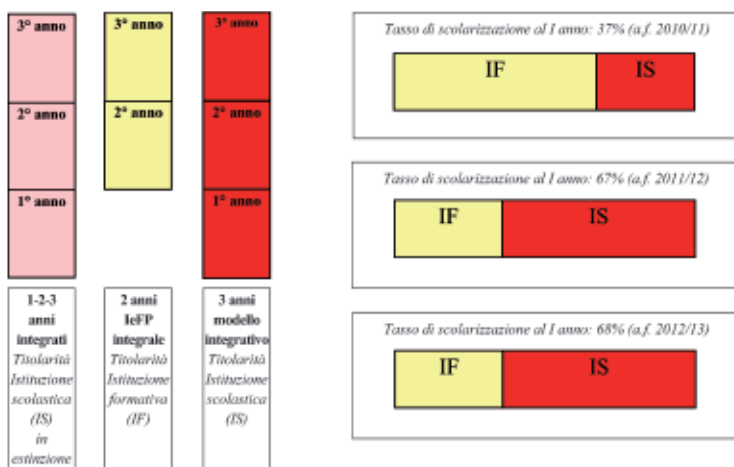 3° anno
2° anno
1° anno
1-2-3
anni
integrati
Titolarità
Istituzione
scolastica
(IS)
in
estinzione
3° anno
2° anno
2 anni
IeFP
integrale
Titolarità
Istituzione
formativa
(IF)
3° anno
2° anno
1° anno
3 anni
modello
integrativo
Titolarità
Istituzione
scolastica
(IS)
Tasso di scolarizzazione al I anno: 37% (a.f. 2010/11)
IF IS
Tasso di scolarizzazione al I anno: 67% (a.f. 2011/12)
IF IS
Tasso di scolarizzazione al I anno: 68% (a.f. 2012/13)
IF IS